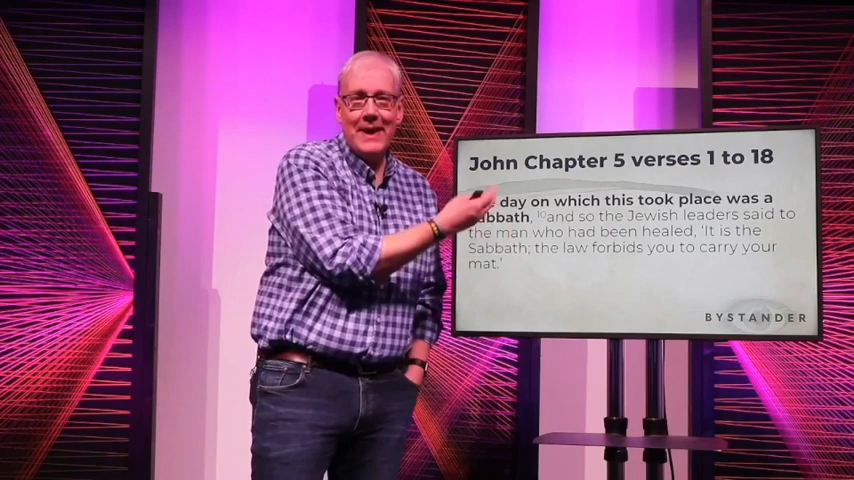 John Chapter 5 verses 1 to 18
day on which this took place was a
, ¹⁰and so the Jewish leaders said to
the man who had been healed, 'It is the
Sabbath; the law forbids you to carry your
mat.'
BYSTANDER